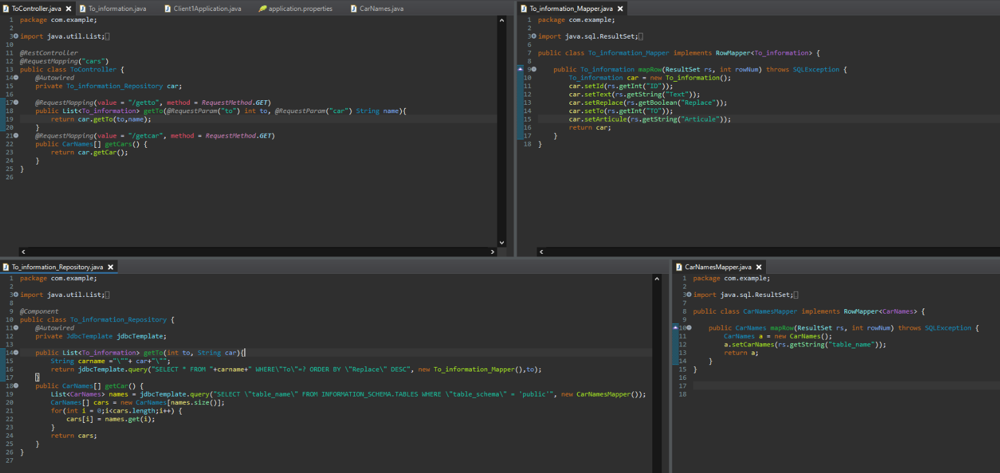 ToController.java To_information.java Client1Application.java application.properties CarNames.java
1 package com.example;
2
3 import java.util.List;
10
11 @RestController
12 @RequestMapping("cars")
13 public class ToController {
14 @Autowired
15 private To_information_Repository car;
16
17 @RequestMapping(value = "/getto", method = RequestMethod.GET)
18 public List<To_information> getTo(@RequestParam("to") int to, @RequestParam("car") String name){
19 return car.getTo(to,name);
20 }
21 @RequestMapping(value = "/getcar", method = RequestMethod.GET)
22 public CarNames[] getCars() {
23 return car.getCar();
24 }
25 }
26
To_information_Mapper.java
1 package com.example;
2
3 import java.sql.ResultSet;
6
7 public class To_information_Mapper implements RowMapper<To_information> {
8
9 public To_information mapRow(ResultSet rs, int rowNum) throws SQLException {
10 To_information car = new To_information();
11 car.setId(rs.getInt("ID"));
12 car.setText(rs.getString("Text"));
13 car.setReplace(rs.getBoolean("Replace"));
14 car.setTo(rs.getInt("TO"));
15 car.setArticule(rs.getString("Articule"));
16 return car;
17 }
18 }
To_information_Repository.java
1 package com.example;
2
3 import java.util.List;
8
9 @Component
10 public class To_information_Repository {
11 @Autowired
12 private JdbcTemplate jdbcTemplate;
13
14 public List<To_information> getTo(int to, String car){
15 String carname ="\""+ car+"\"";
16 return jdbcTemplate.query("SELECT * FROM "+carname+" WHERE\"To\"=? ORDER BY \"Replace\" DESC", new To_information_Mapper(),to);
17 }
18 public CarNames[] getCar() {
19 List<CarNames> names = jdbcTemplate.query("SELECT \"table_name\" FROM INFORMATION_SCHEMA.TABLES WHERE \"table_schema\" = 'public'", new CarNamesMapper());
20 CarNames[] cars = new CarNames[names.size()];
21 for(int i = 0;i<cars.length;i++) {
22 cars[i] = names.get(i);
23 }
24 return cars;
25 }
26 }
27
CarNamesMapper.java
1 package com.example;
2
3 import java.sql.ResultSet;
7
8 public class CarNamesMapper implements RowMapper<CarNames> {
9
10 public CarNames mapRow(ResultSet rs, int rowNum) throws SQLException {
11 CarNames a = new CarNames();
12 a.setCarNames(rs.getString("table_name"));
13 return a;
14 }
15 }
16
17
18